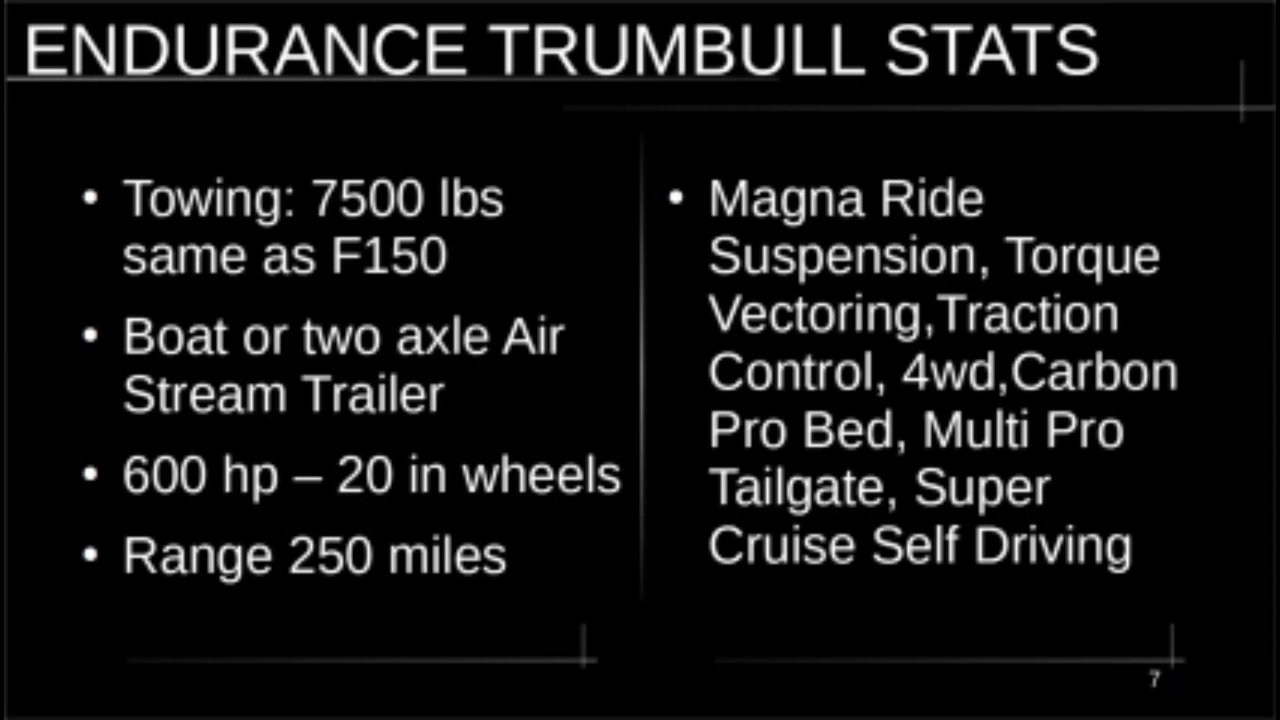 ENDURANCE TRUMBULL STATS
• Towing: 7500 lbs
same as F150
• Boat or two axle Air
Stream Trailer
• 600 hp – 20 in wheels
• Range 250 miles
• Magna Ride
Suspension, Torque
Vectoring,Traction
Control, 4wd,Carbon
Pro Bed, Multi Pro
Tailgate, Super
Cruise Self Driving
7